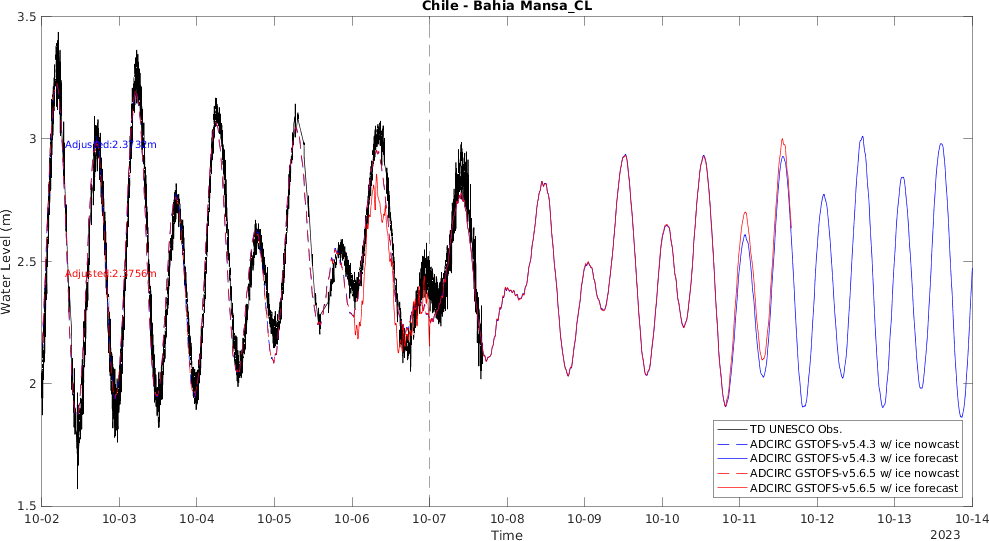 Chile - Bahia Mansa_CL
3.5
3
2.5
2
1.5
Water Level (m)
Adjusted:2.3732m
Adjusted:2.3756m
TD UNESCO Obs.
ADCIRC GSTOFS-v5.4.3 w/ ice nowcast
ADCIRC GSTOFS-v5.4.3 w/ ice forecast
ADCIRC GSTOFS-v5.6.5 w/ ice nowcast
ADCIRC GSTOFS-v5.6.5 w/ ice forecast
10-02 10-03 10-04 10-05 10-06 10-07 10-08 10-09 10-10 10-11 10-12 10-13 10-14
Time
2023